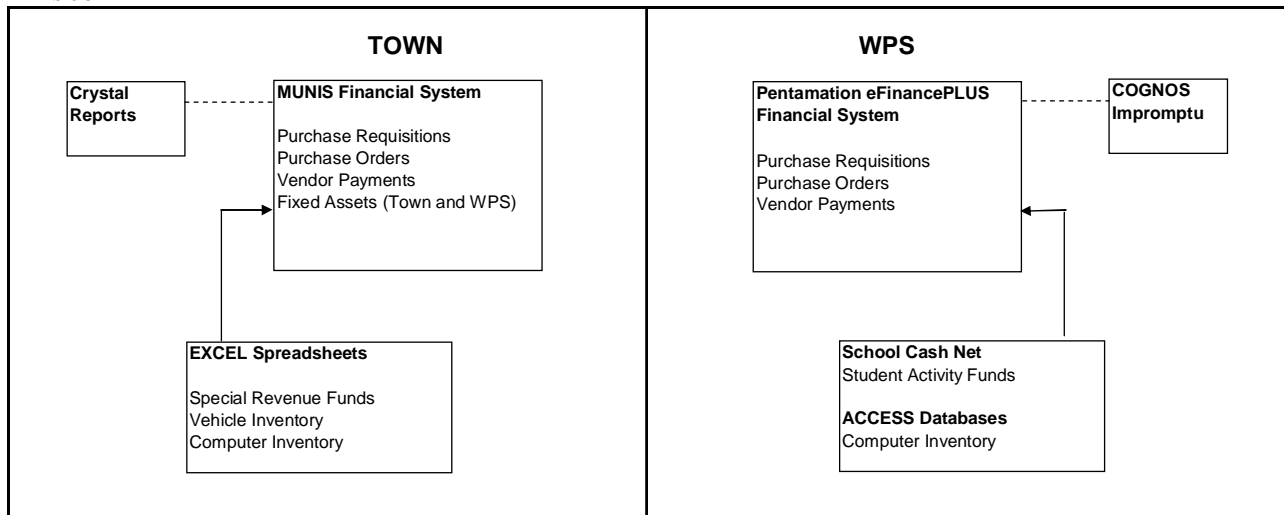 TOWN
Crystal
Reports
MUNIS Financial System
Purchase Requisitions
Purchase Orders
Vendor Payments
Fixed Assets (Town and WPS)
EXCEL Spreadsheets
Special Revenue Funds
Vehicle Inventory
Computer Inventory
WPS
Pentamation eFinancePLUS
Financial System
Purchase Requisitions
Purchase Orders
Vendor Payments
COGNOS
Impromptu
School Cash Net
Student Activity Funds
ACCESS Databases
Computer Inventory